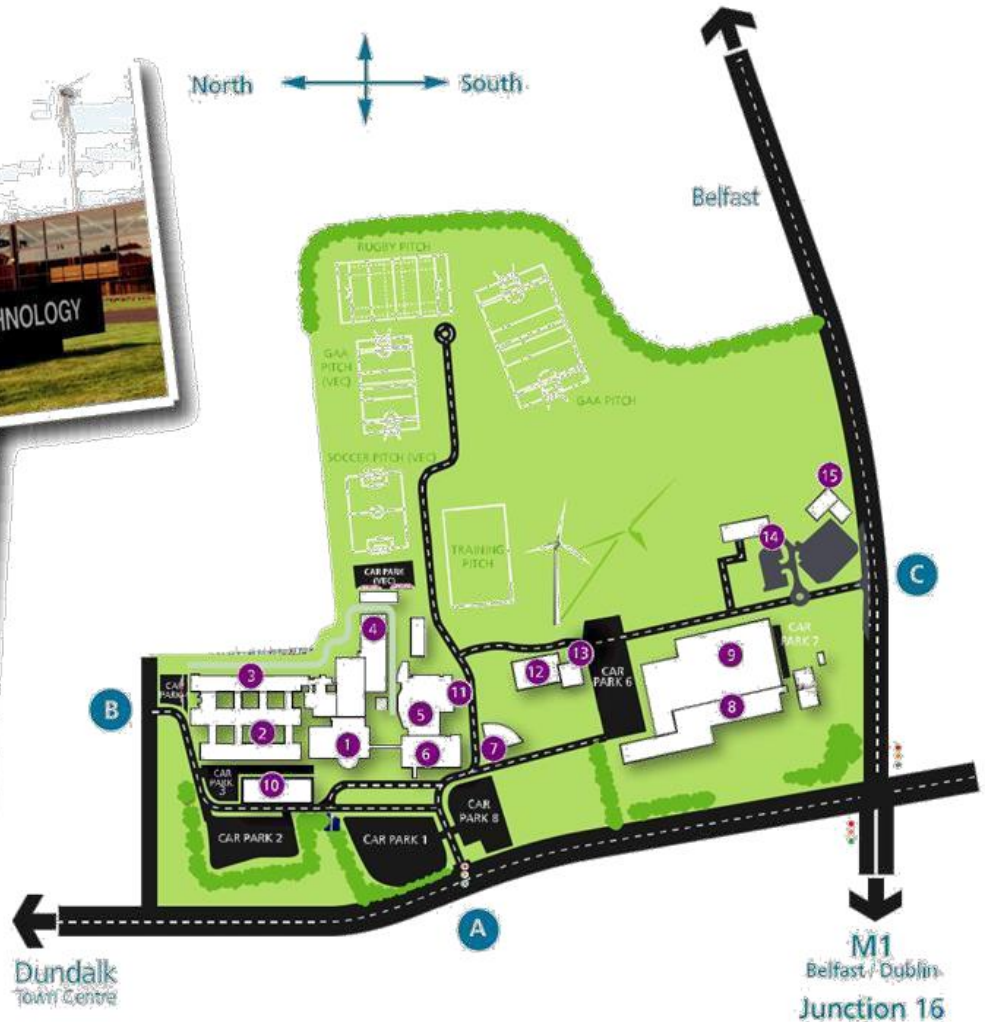 North
South
HNOLOGY
Belfast
RUGBY PITCH
GAA
PITCH
(VEC)
GAA PITCH
SOCCER PITCH (VEC)
TRAINING
PITCH
CAR PARK
(VEC)
15
14
C
4
CAR
PARK 7
3
13
12
9
CAR
PARK 6
CAR
11
B
5
8
2
1
6
7
CAR
PARK
3
10
CAR
PARK 8
CAR PARK 2
CAR PARK 1
A
Dundalk
Town Centre
M1
Belfast / Dublin
Junction 16